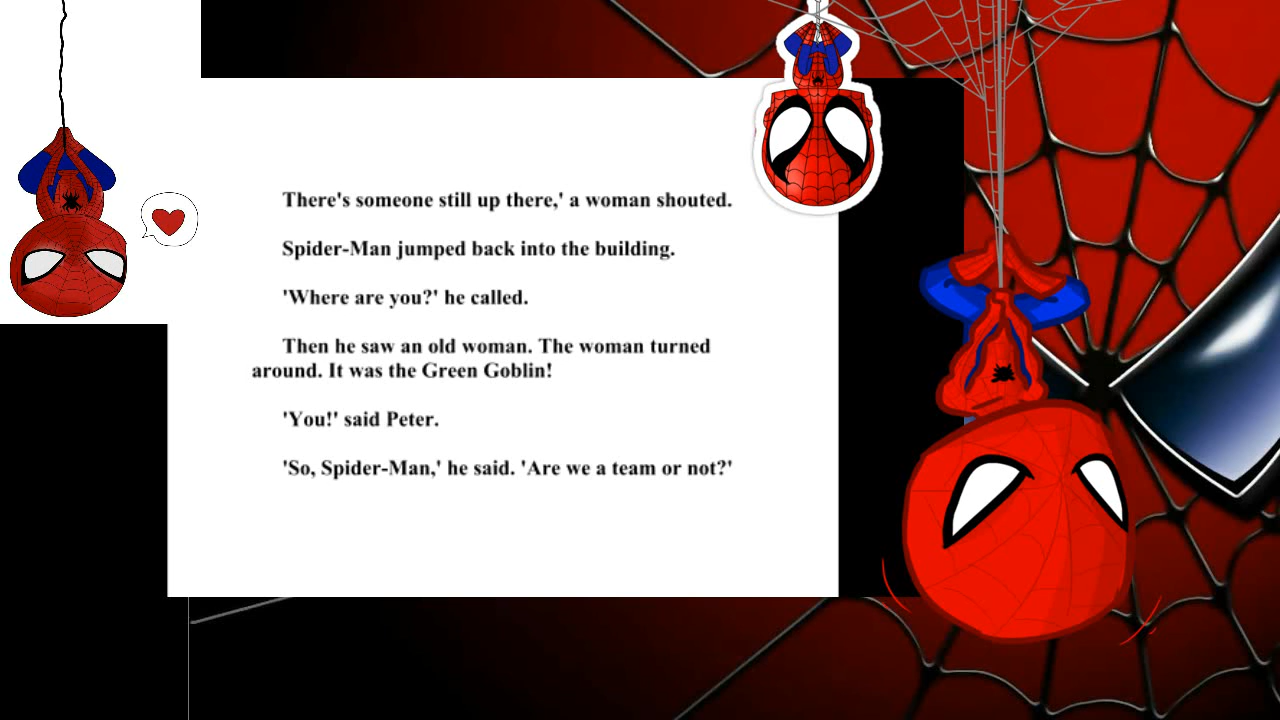 There's someone still up there,' a woman shouted.
Spider-Man jumped back into the building.
'Where are you?' he called.
Then he saw an old woman. The woman turned
around. It was the Green Goblin!
'You!' said Peter.
'So, Spider-Man,' he said. 'Are we a team or not?'